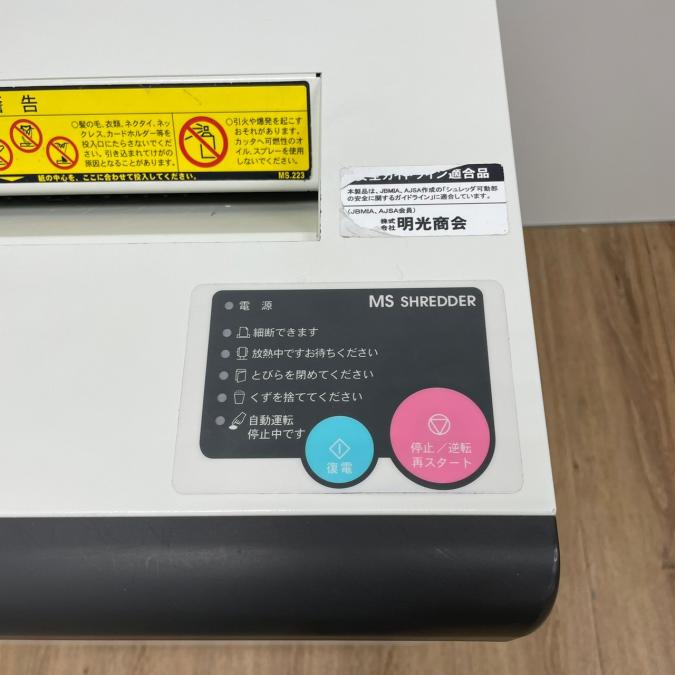 警告
○髪の毛、衣類、ネクタイ、ネッ
クレス、カードホルダー等を
投入口にたらさないでくだ
さい。引き込まれてけがの
原因となることがあります。
○引火や爆発を起こす
おそれがあります。
カッタへ可燃性のオ
イル、スプレーを使用
しないでください。
紙の中心を、ここに合わせて投入してください。
MS.223
ガイドライン適合品
本製品は、JBMIA、AJSA作成の「シュレッダ可動部
の安全に関するガイドライン」に適合しています。
(JBMIA、AJSA会員)
株式会社 明光商会
電 源
MS SHREDDER
細断できます
放熱中ですお待ちください
とびらを閉めてください
くずを捨ててください
自動運転
停止中です
復電
停止／逆転
再スタート